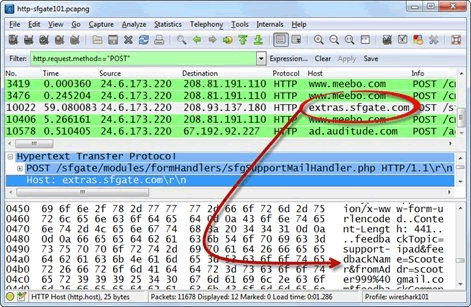 http-sfgate101.pcapng
File Edit View Go Capture Analyze Statistics Telephony Tools Internals Help
Filter: http.request.method=="POST" Expression... Clear Apply Save
No. Time Source Destination Protocol Host Info
3419 0.000360 24.6.173.220 208.81.191.110 HTTP www.meebo.com POST /cm
3476 0.245204 24.6.173.220 208.81.191.110 HTTP www.meebo.com POST /cm
10022 59.080083 24.6.173.220 208.93.137.180 HTTP extras.sfgate.com POST /s
10406 5.266161 24.6.173.220 208.81.191.110 HTTP www.meebo.com POST /
10578 0.510405 24.6.173.220 67.192.92.227 HTTP ad.auditude.com POST /
Hypertext Transfer Protocol
POST /sfgate/modules/formHandlers/sfgSupportMailHandler.php HTTP/1.1\r\n
Host: extras.sfgate.com\r\n
0450 69 6f 6e 2f 78 2d 77 77 77 2d 66 6f 72 6d 2d 75 ion/x-ww w-form-u
0460 72 6c 65 6e 63 6f 64 65 64 0d 0a 43 6f 6e 74 65 rlencode d..Conte
0470 6e 74 2d 4c 65 6e 67 74 68 3a 20 34 34 31 0d 0a nt-Lengt h: 441..
0480 0d 0a 66 65 65 64 62 61 63 6b 54 6f 70 69 63 3d ..feedba ckTopic=
0490 73 75 70 70 6f 72 74 2d 69 70 61 64 26 66 65 65 support- ipad&fee
04a0 64 62 61 63 6b 4e 61 6d 65 3d 53 63 6f 6f 74 65 dbackNam e=Scoote
04b0 72 26 66 72 6f 6d 41 64 64 72 3d 73 63 6f 6f 74 r&fromAd dr=scoot
04c0 65 72 39 39 39 25 34 30 67 6d 61 69 6c 2e 63 6f er999%40 gmail.co
HTTP Host (http.host), 25 bytes Packets: 11678 Displayed: 12 Marked: 0 Load time: 0:01.286 Profile: wireshark101